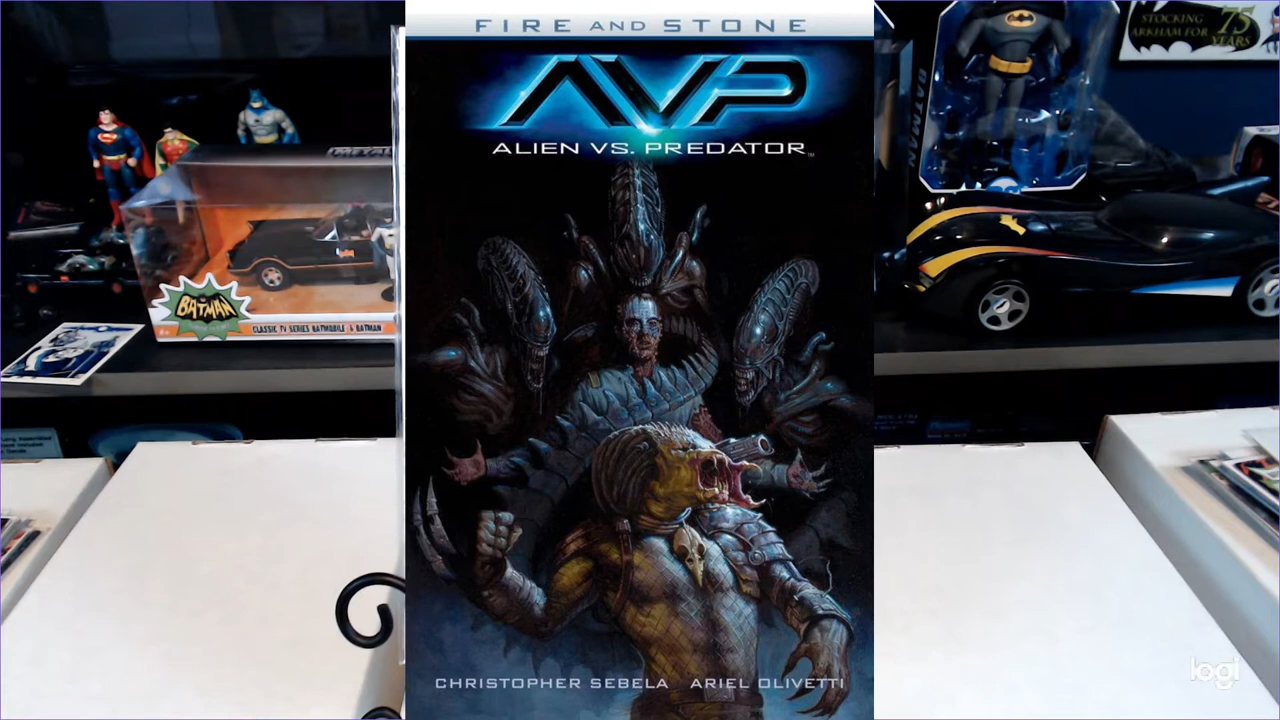 FIRE AND STONE
AVP
ALIEN VS. PREDATOR
CHRISTOPHER SEBELA ARIEL OLIVETTI
BATMAN
CLASSIC TV SERIES BATMOBILE & BATMAN
BATMAN
STOCKING
ARKHAM FOR 75
YEARS
logi